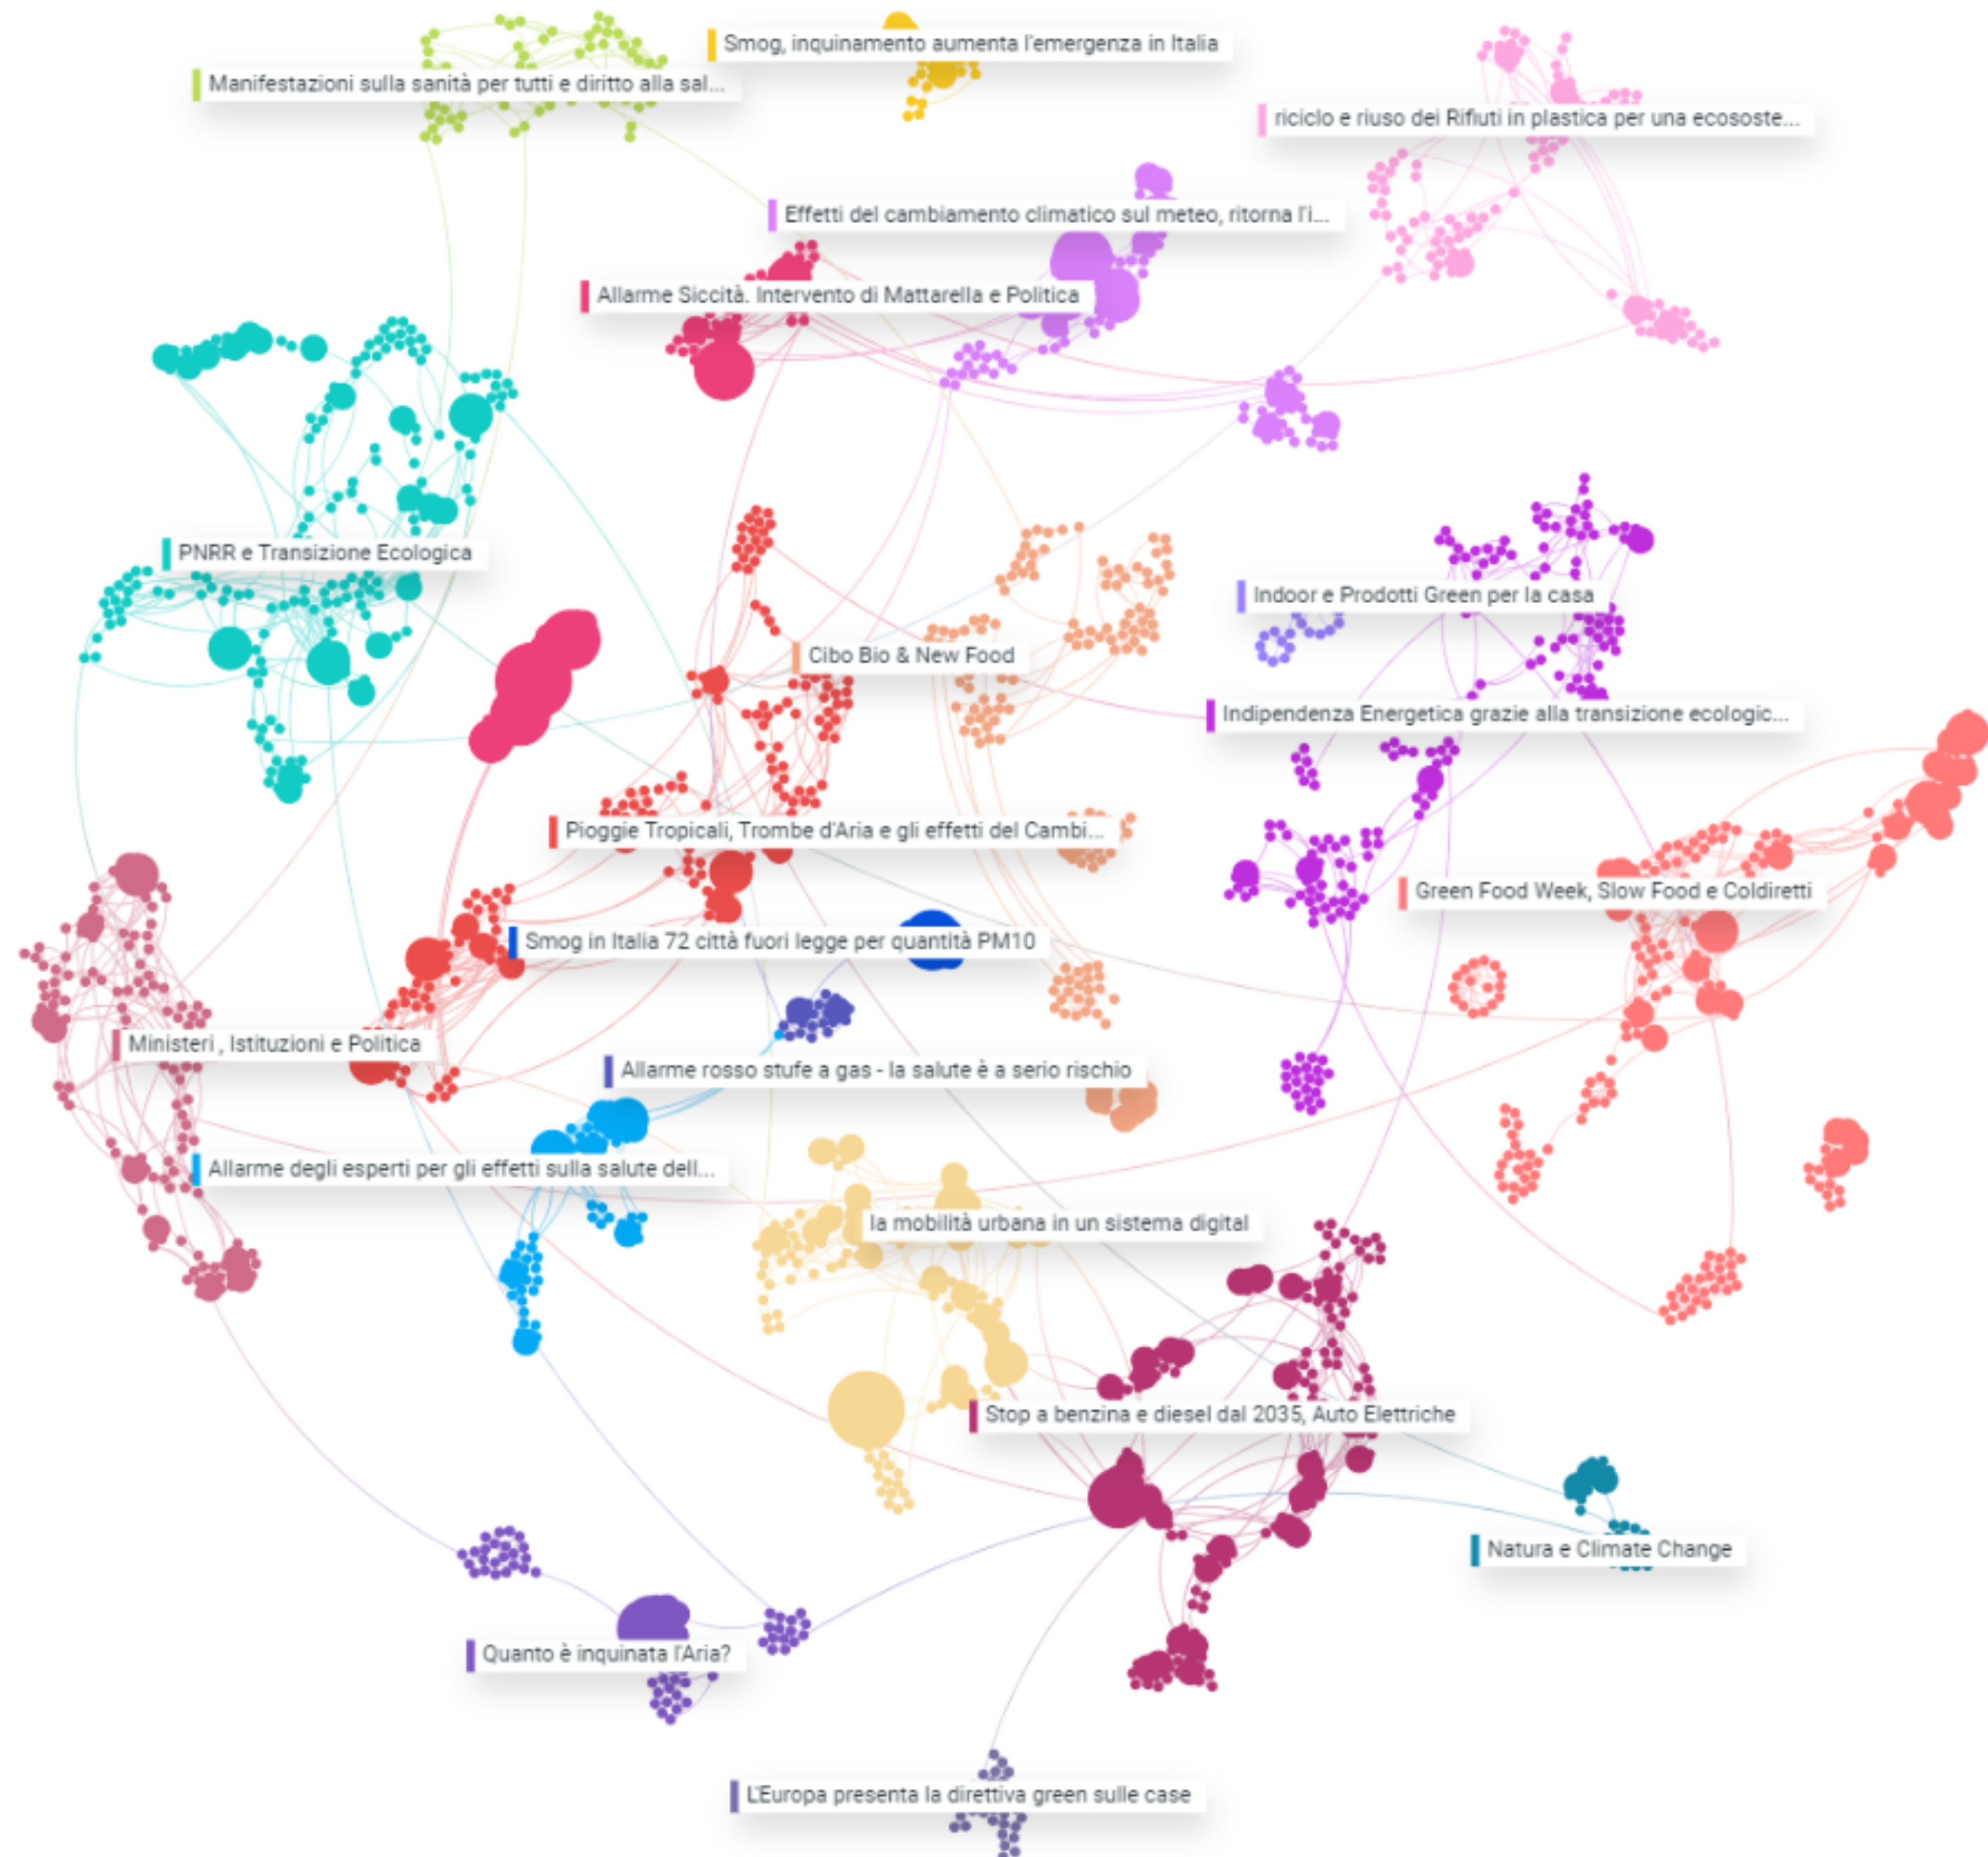 Smog, inquinamento aumenta l'emergenza in Italia
Manifestazioni sulla sanità per tutti e diritto alla sal...
riciclo e riuso dei Rifiuti in plastica per una ecososte...
Effetti del cambiamento climatico sul meteo, ritorna l'i...
Allarme Siccità. Intervento di Mattarella e Politica
PNRR e Transizione Ecologica
Indoor e Prodotti Green per la casa
Cibo Bio & New Food
Indipendenza Energetica grazie alla transizione ecologic...
Pioggie Tropicali, Trombe d'Aria e gli effetti del Cambi...
Green Food Week, Slow Food e Coldiretti
Smog in Italia 72 città fuori legge per quantità PM10
Ministeri , Istituzioni e Politica
Allarme rosso stufe a gas - la salute è a serio rischio
Allarme degli esperti per gli effetti sulla salute dell...
la mobilità urbana in un sistema digital
Stop a benzina e diesel dal 2035, Auto Elettriche
Natura e Climate Change
Quanto è inquinata l'Aria?
L'Europa presenta la direttiva green sulle case